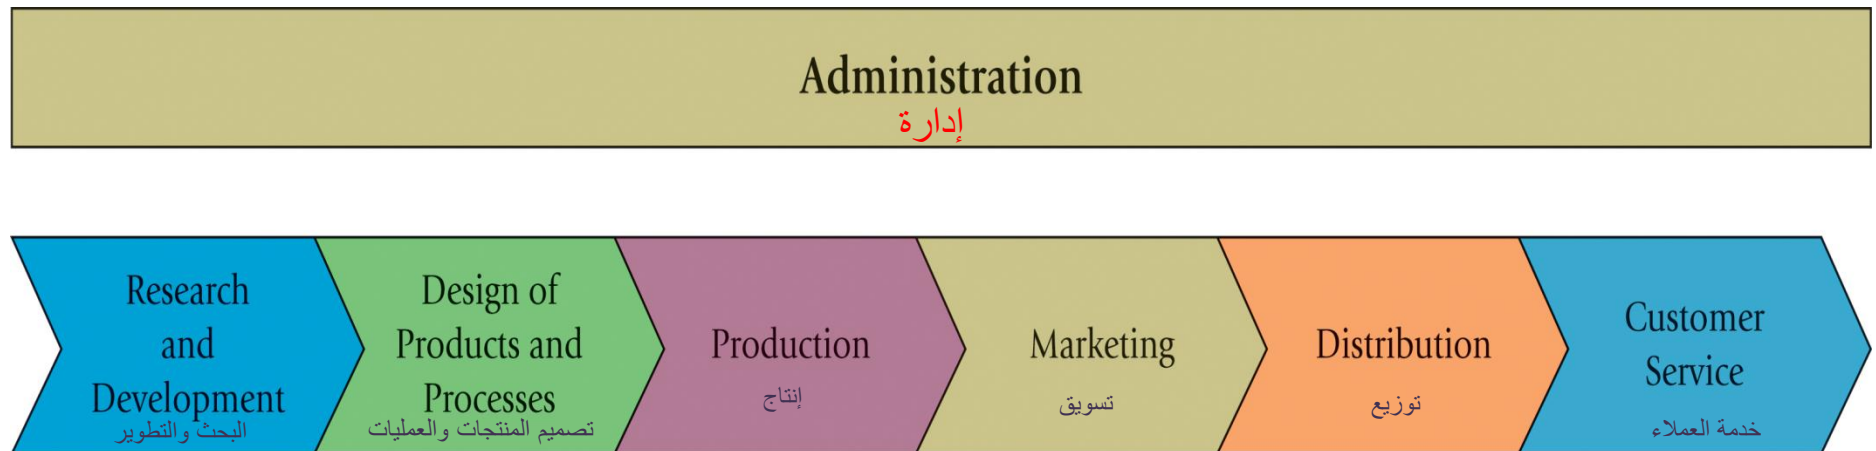 Administration
إدارة
Research
and
Development
البحث والتطوير
Design of
Products and
Processes
تصميم المنتجات والعمليات
Production
إنتاج
Marketing
تسويق
Distribution
توزيع
Customer
Service
خدمة العملاء